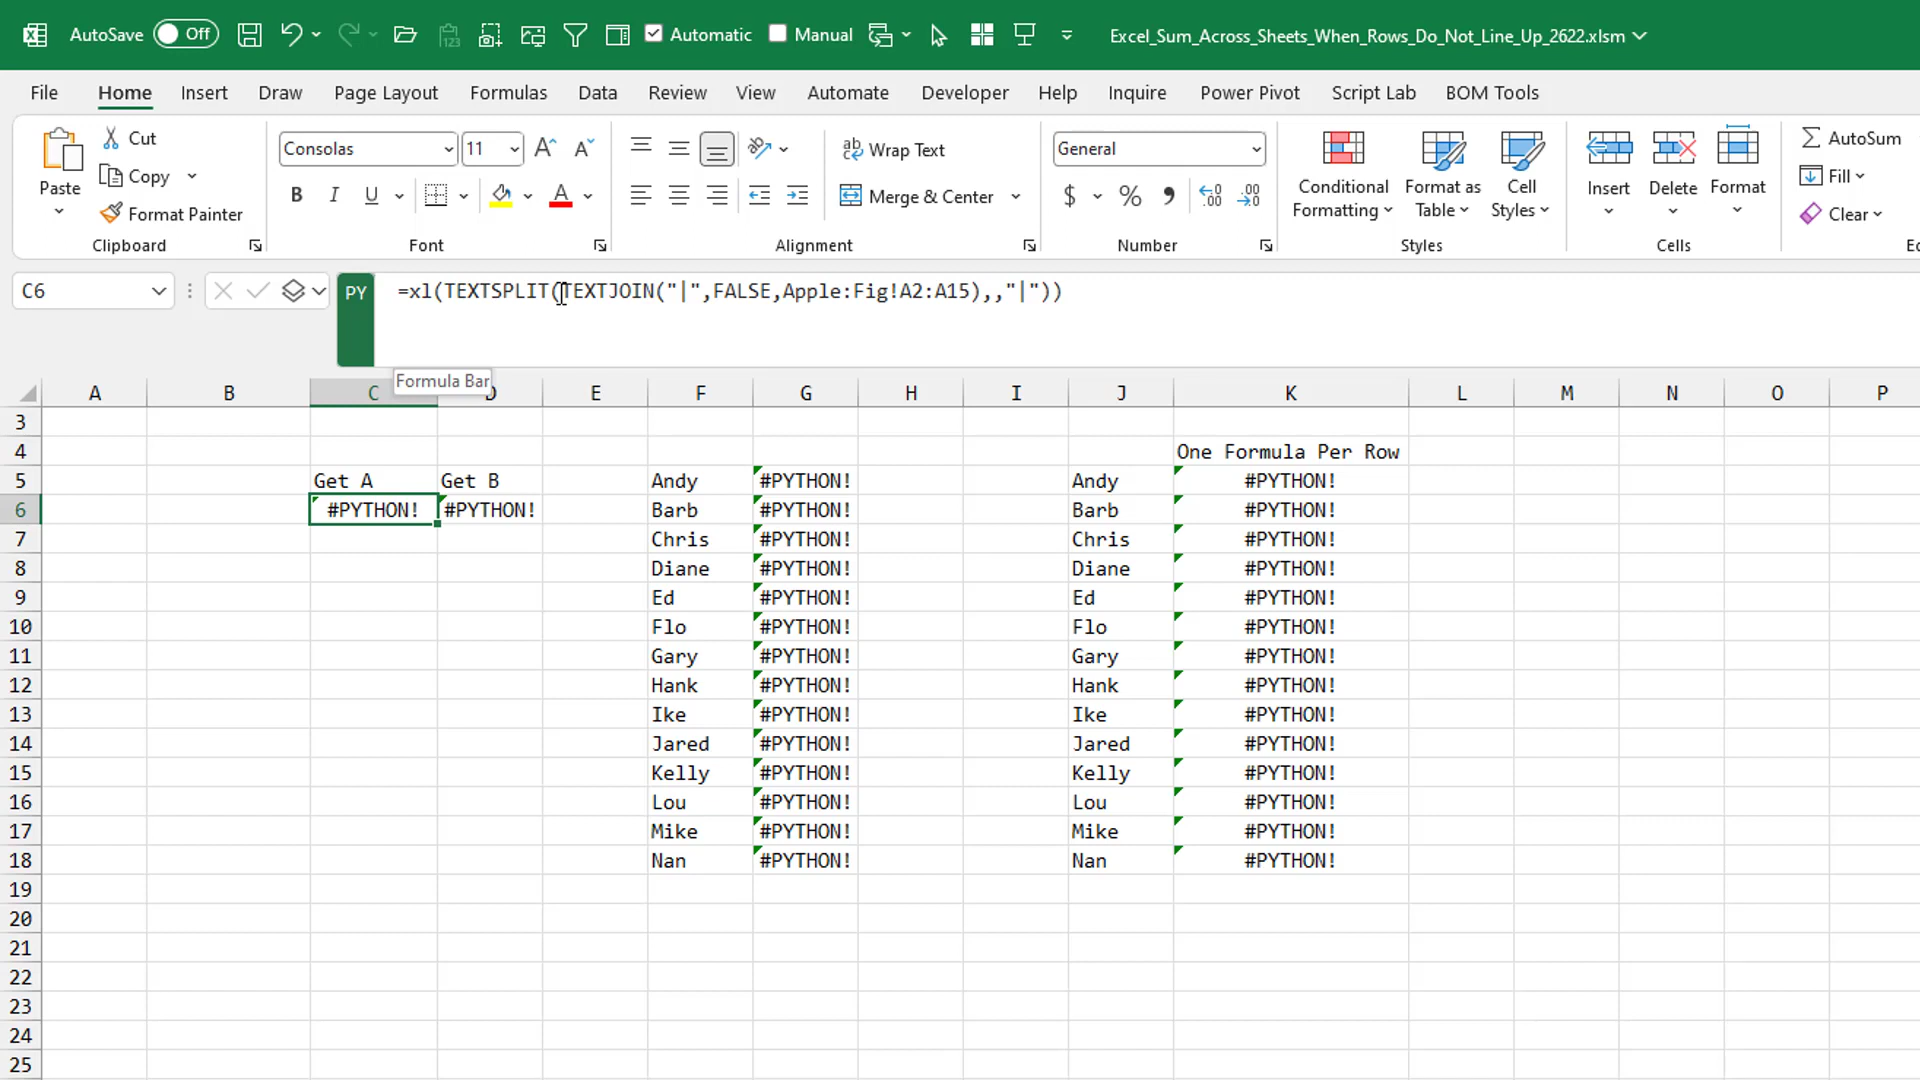 AutoSave Off Automatic Manual Excel_Sum_Across_Sheets_When_Rows_Do_Not_Line_Up_2622.xlsm
File Home Insert Draw Page Layout Formulas Data Review View Automate Developer Help Inquire Power Pivot Script Lab BOM Tools
Paste
Cut
Copy
Format Painter
Clipboard
Consolas 11
B I U A
Font
Wrap Text
Merge & Center
Alignment
General
$ %
Number
Conditional Formatting
Format as Table
Cell Styles
Styles
Insert Delete Format
Cells
AutoSum
Fill
Clear
C6 PY =xl(TEXTSPLIT(TEXTJOIN("|",FALSE,Apple:Fig!A2:A15),,"|"))
Formula Bar
A B C D E F G H I J K L M N O P
3
4 One Formula Per Row
5 Get A Get B Andy #PYTHON! Andy #PYTHON!
6 #PYTHON! #PYTHON! Barb #PYTHON! Barb #PYTHON!
7 Chris #PYTHON! Chris #PYTHON!
8 Diane #PYTHON! Diane #PYTHON!
9 Ed #PYTHON! Ed #PYTHON!
10 Flo #PYTHON! Flo #PYTHON!
11 Gary #PYTHON! Gary #PYTHON!
12 Hank #PYTHON! Hank #PYTHON!
13 Ike #PYTHON! Ike #PYTHON!
14 Jared #PYTHON! Jared #PYTHON!
15 Kelly #PYTHON! Kelly #PYTHON!
16 Lou #PYTHON! Lou #PYTHON!
17 Mike #PYTHON! Mike #PYTHON!
18 Nan #PYTHON! Nan #PYTHON!
19
20
21
22
23
24
25